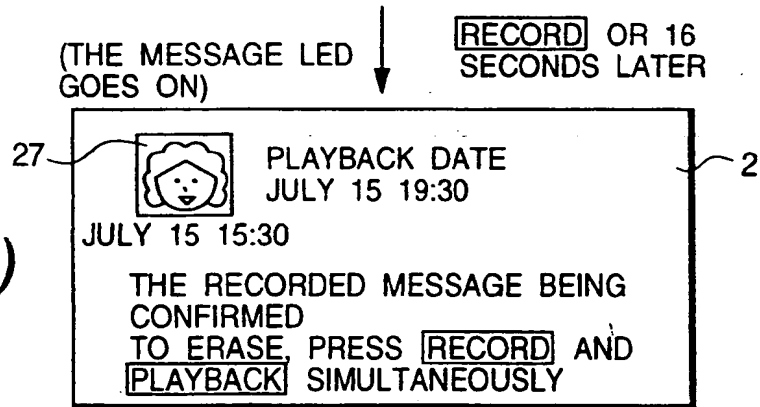 (THE MESSAGE LED
GOES ON)
RECORD OR 16
SECONDS LATER
27
PLAYBACK DATE
JULY 15 19:30
2
JULY 15 15:30
)
THE RECORDED MESSAGE BEING
CONFIRMED
TO ERASE, PRESS RECORD AND
PLAYBACK SIMULTANEOUSLY